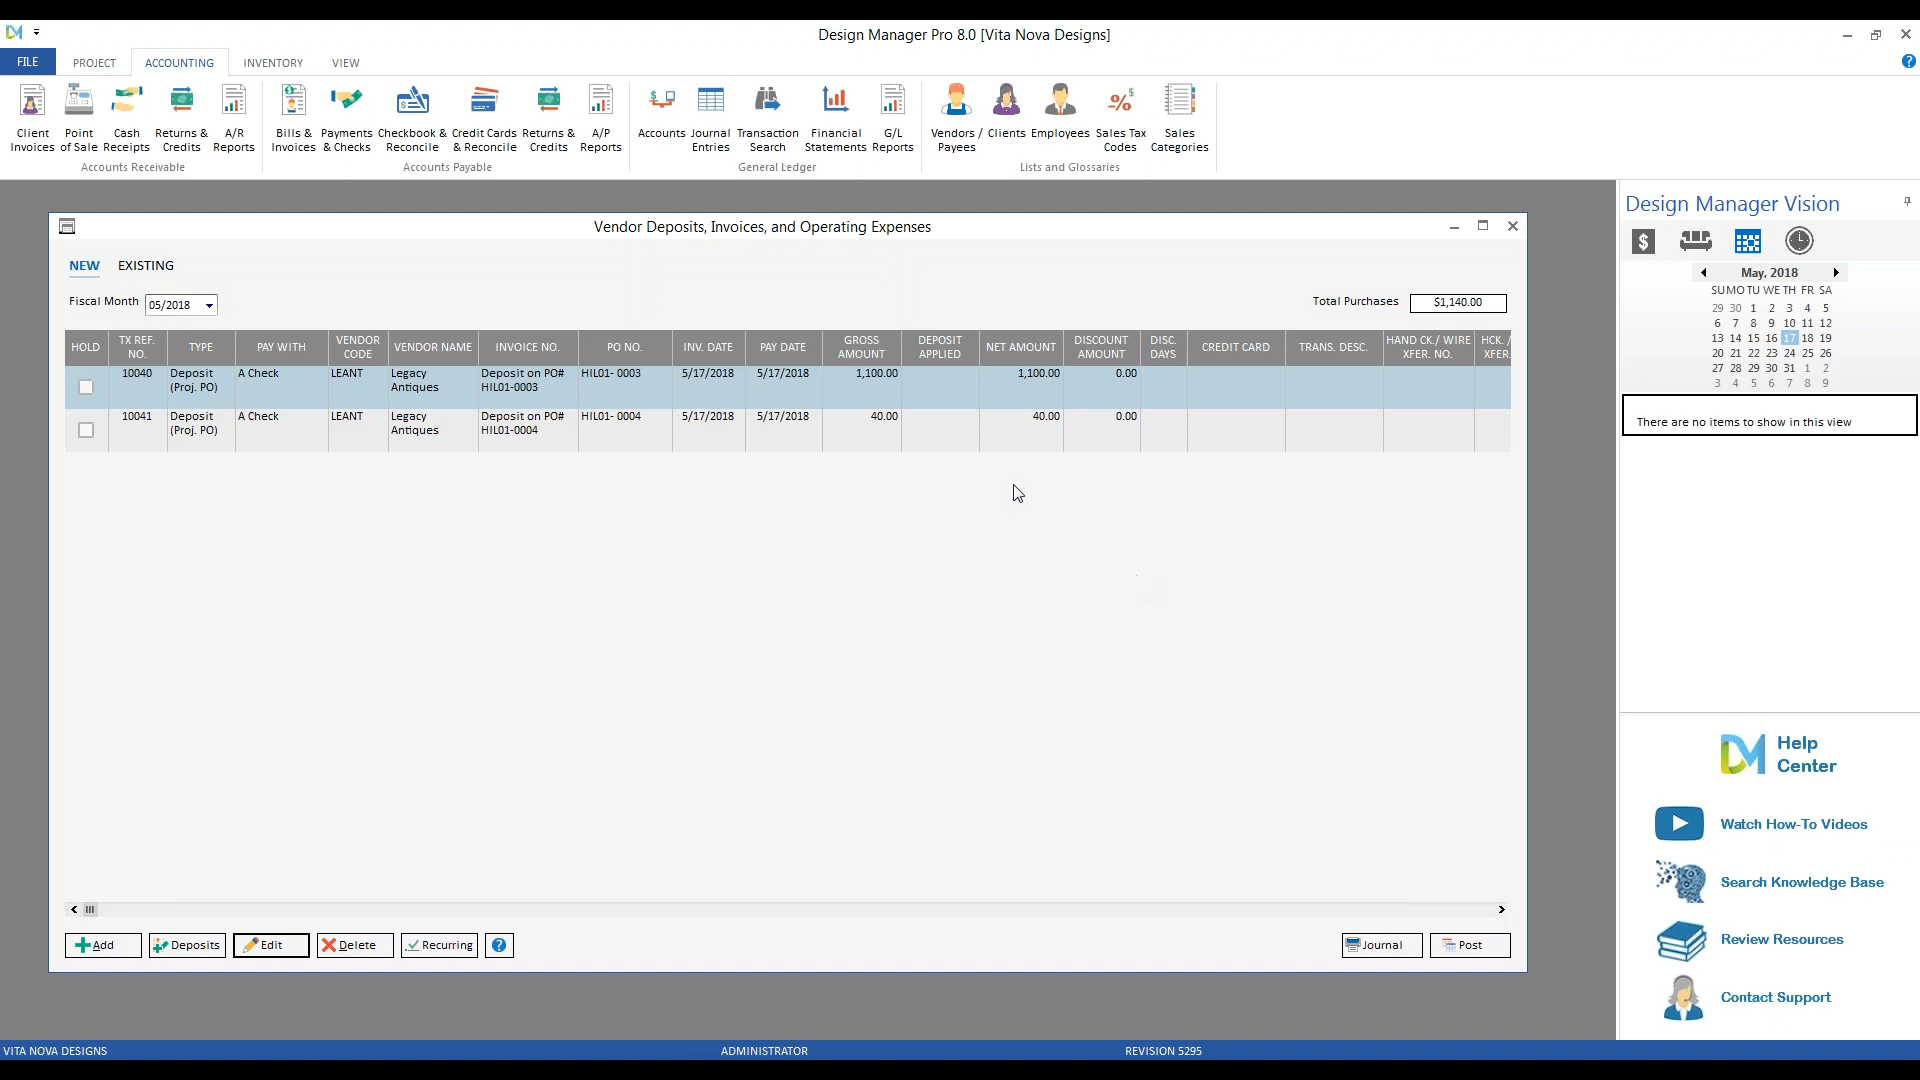 Design Manager Pro 8.0 [Vita Nova Designs]
FILE PROJECT ACCOUNTING INVENTORY VIEW
Client Invoices
Point of Sale
Cash Receipts
Returns & Credits
A/R Reports
Bills & Invoices
Payments & Checks
Checkbook & Reconcile
Credit Cards & Reconcile
Returns & Credits
A/P Reports
Accounts
Journal Entries
Transaction Search
Financial Statements
G/L Reports
Vendors / Payees
Clients
Employees
Sales Tax Codes
Sales Categories
Accounts Receivable
Accounts Payable
General Ledger
Lists and Glossaries
Vendor Deposits, Invoices, and Operating Expenses
NEW EXISTING
Fiscal Month 05/2018
Total Purchases $1,140.00
HOLD
TX REF. NO.
TYPE
PAY WITH
VENDOR CODE
VENDOR NAME
INVOICE NO.
PO NO.
INV. DATE
PAY DATE
GROSS AMOUNT
DEPOSIT APPLIED
NET AMOUNT
DISCOUNT AMOUNT
DISC. DAYS
CREDIT CARD
TRANS. DESC.
HAND CK./ WIRE XFER. NO.
HCK. / XFER.
10040 Deposit A Check LEANT Legacy Deposit on PO# HIL01- 0003 5/17/2018 5/17/2018 1,100.00 1,100.00 0.00
(Proj. PO) Antiques HIL01-0003
10041 Deposit A Check LEANT Legacy Deposit on PO# HIL01- 0004 5/17/2018 5/17/2018 40.00 40.00 0.00
(Proj. PO) Antiques HIL01-0004
Add Deposits Edit Delete Recurring ? Journal Post
Design Manager Vision
$
May, 2018
SU MO TU WE TH FR SA
29 30 1 2 3 4 5
6 7 8 9 10 11 12
13 14 15 16 17 18 19
20 21 22 23 24 25 26
27 28 29 30 31 1 2
3 4 5 6 7 8 9
There are no items to show in this view
Help
Center
Watch How-To Videos
Search Knowledge Base
Review Resources
Contact Support
VITA NOVA DESIGNS ADMINISTRATOR REVISION 5295